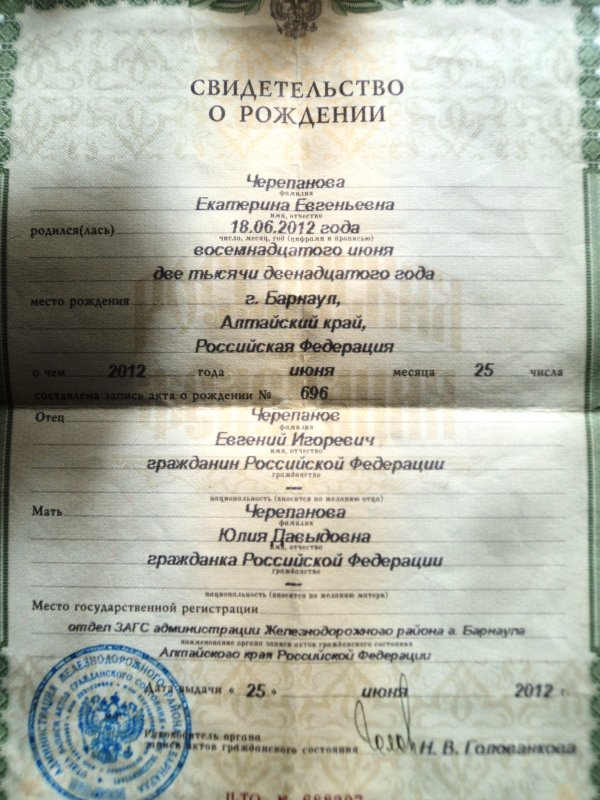 СВИДЕТЕЛЬСТВО
О РОЖДЕНИИ
Черепанова
фамилия
Екатерина Евгеньевна
имя, отчество
родился(лась) 18.06.2012 года
число, месяц, год (цифрами и прописью)
восемнадцатого июня
две тысячи двенадцатого года
место рождения г. Барнаул,
Алтайский край,
Российская Федерация
о чем 2012 года июня месяца 25 числа
составлена запись акта о рождении № 696
Отец Черепанов
фамилия
Евгений Игоревич
имя, отчество
гражданин Российской Федерации
гражданство
—
национальность (вносится по желанию отца)
Мать Черепанова
фамилия
Юлия Давыдовна
имя, отчество
гражданка Российской Федерации
гражданство
—
национальность (вносится по желанию матери)
Место государственной регистрации
отдел ЗАГС администрации Железнодорожного района г. Барнаула
наименование органа записи актов гражданского состояния
Алтайского края Российской Федерации
Дата выдачи « 25 » июня 2012 г.
Руководитель органа
записи актов гражданского состояния Н. В. Голованкова